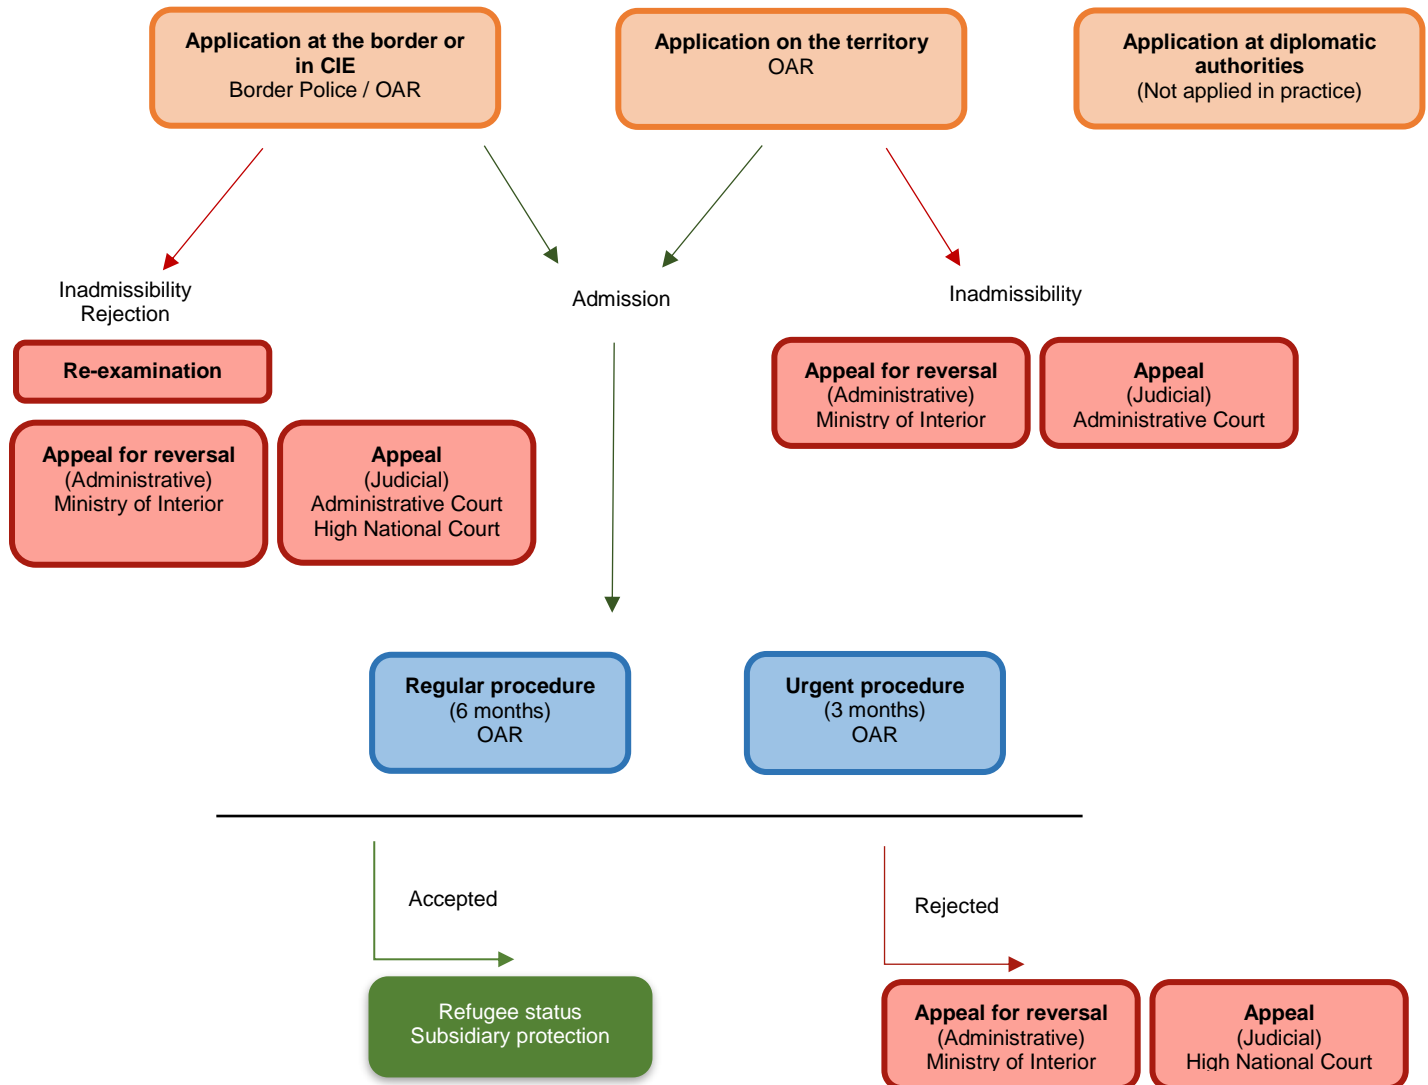 Application at the border or
in CIE
Border Police / OAR
Application on the territory
OAR
Application at diplomatic
authorities
(Not applied in practice)
Inadmissibility
Rejection
Admission
Inadmissibility
Re-examination
Appeal for reversal
(Administrative)
Ministry of Interior
Appeal
(Judicial)
Administrative Court
High National Court
Appeal for reversal
(Administrative)
Ministry of Interior
Appeal
(Judicial)
Administrative Court
Regular procedure
(6 months)
OAR
Urgent procedure
(3 months)
OAR
Accepted
Rejected
Refugee status
Subsidiary protection
Appeal for reversal
(Administrative)
Ministry of Interior
Appeal
(Judicial)
High National Court